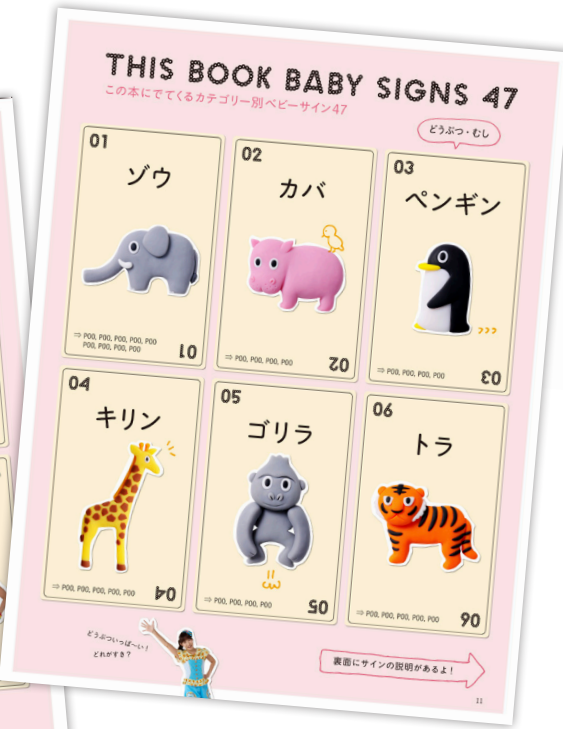 THIS BOOK BABY SIGNS 47
この本にでてくるカテゴリー別ベビーサイン47
どうぶつ・むし
01
ゾウ
⇒ P00, P00, P00, P00, P00
P00, P00, P00, P00
01
02
カバ
⇒ P00, P00, P00, P00
02
03
ペンギン
⇒ P00, P00, P00, P00
03
04
キリン
⇒ P00, P00, P00, P00, P00
04
05
ゴリラ
⇒ P00, P00, P00, P00
05
06
トラ
⇒ P00, P00, P00, P00, P00
06
どうぶついっぱ〜い!
どれがすき?
裏面にサインの説明があるよ!
11